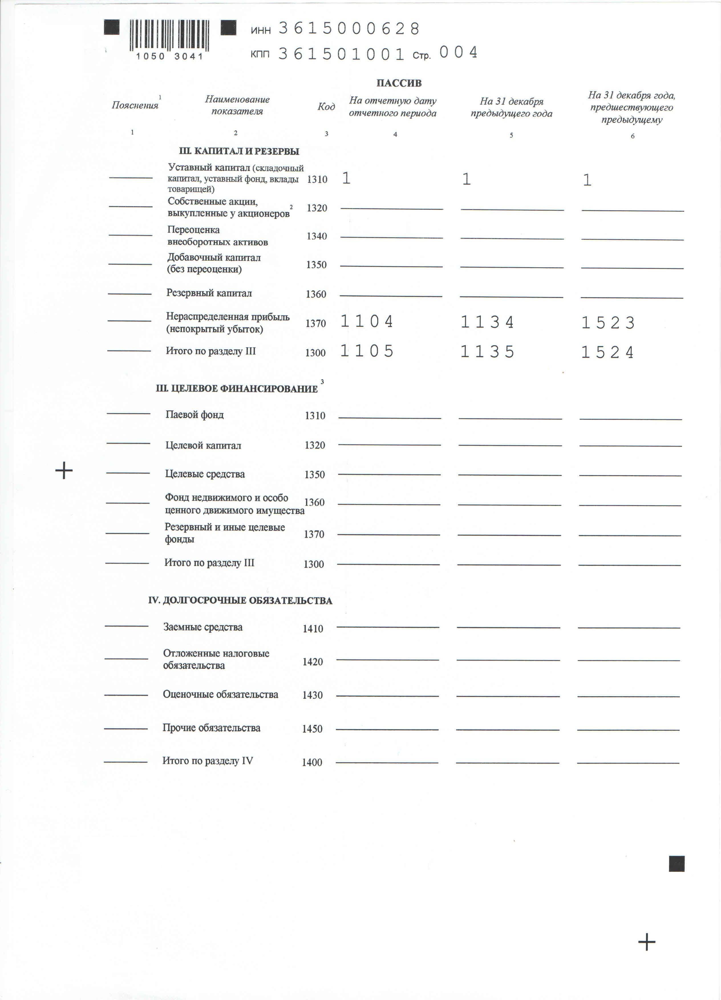 ИНН 3615000628
1050 3041
КПП 361501001 Стр. 004
ПАССИВ
Пояснения 1
Наименование
показателя
Код
На отчетную дату
отчетного периода
На 31 декабря
предыдущего года
На 31 декабря года,
предшествующего
предыдущему
1 2 3 4 5 6
III. КАПИТАЛ И РЕЗЕРВЫ
Уставный капитал (складочный
капитал, уставный фонд, вклады 1310 1 1 1
товарищей)
Собственные акции,
выкупленные у акционеров 2 1320
Переоценка
внеоборотных активов 1340
Добавочный капитал
(без переоценки) 1350
Резервный капитал 1360
Нераспределенная прибыль
(непокрытый убыток) 1370 1104 1134 1523
Итого по разделу III 1300 1105 1135 1524
III. ЦЕЛЕВОЕ ФИНАНСИРОВАНИЕ 3
Паевой фонд 1310
Целевой капитал 1320
Целевые средства 1350
Фонд недвижимого и особо
ценного движимого имущества 1360
Резервный и иные целевые
фонды 1370
Итого по разделу III 1300
IV. ДОЛГОСРОЧНЫЕ ОБЯЗАТЕЛЬСТВА
Заемные средства 1410
Отложенные налоговые
обязательства 1420
Оценочные обязательства 1430
Прочие обязательства 1450
Итого по разделу IV 1400